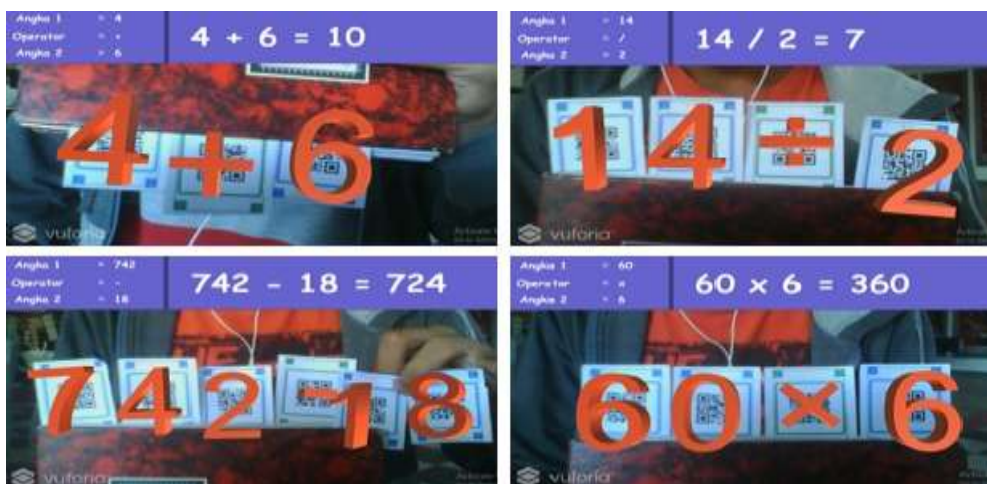 Angka 1 = 4
Operator = +
Angka 2 = 6
4 + 6 = 10
4 + 6
vuforia
Angka 1 = 14
Operator = /
Angka 2 = 2
14 / 2 = 7
14 ÷ 2
vuforia
Angka 1 = 742
Operator = -
Angka 2 = 18
742 - 18 = 724
742 - 18
vuforia
Angka 1 = 60
Operator
Angka 2 = 6
60 x 6 = 360
60 × 6
vuforia